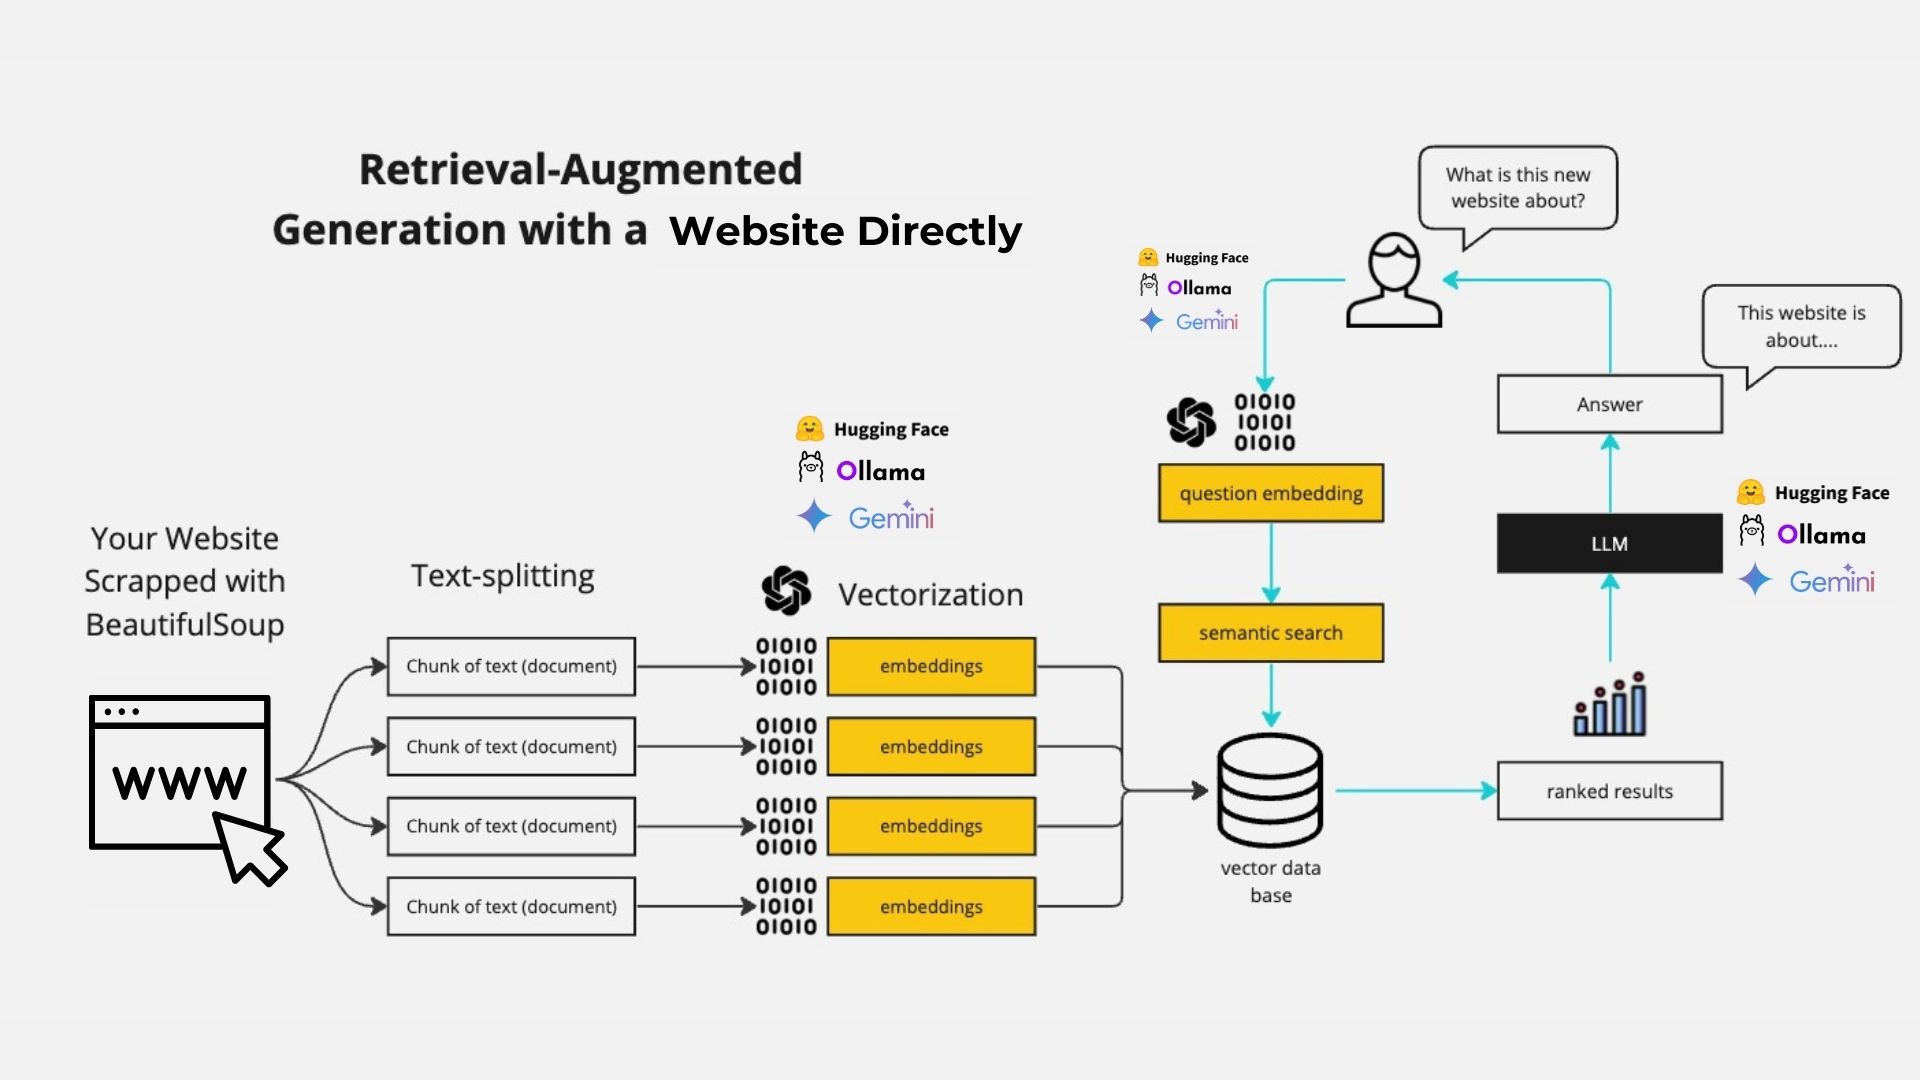 Retrieval-Augmented
Generation with a Website Directly
What is this new
website about?
Hugging Face
Ollama
Gemini
This website is
about....
Answer
01010
10101
01010
question embedding
Hugging Face
Ollama
Gemini
Hugging Face
Ollama
Gemini
LLM
Your Website
Scrapped with
BeautifulSoup
Text-splitting
Vectorization
semantic search
WWW
Chunk of text (document)
01010
10101
01010
embeddings
Chunk of text (document)
01010
10101
01010
embeddings
Chunk of text (document)
01010
10101
01010
embeddings
Chunk of text (document)
01010
10101
01010
embeddings
vector data
base
ranked results